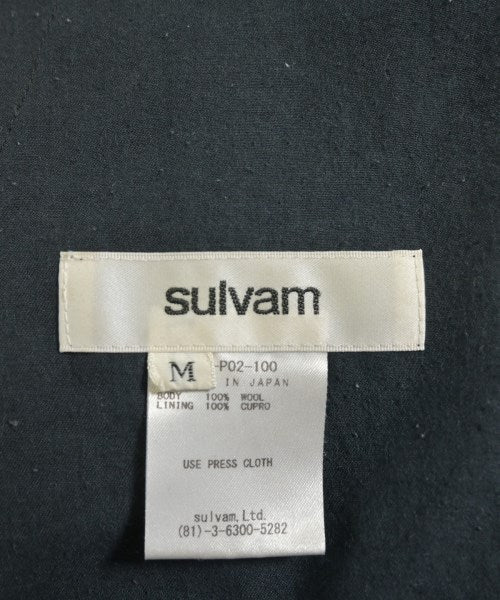 sulvam
M
-P02-100
IN JAPAN
BODY 100% WOOL
LINING 100% CUPRO
USE PRESS CLOTH
sulvam,Ltd.
(81)-3-6300-5282